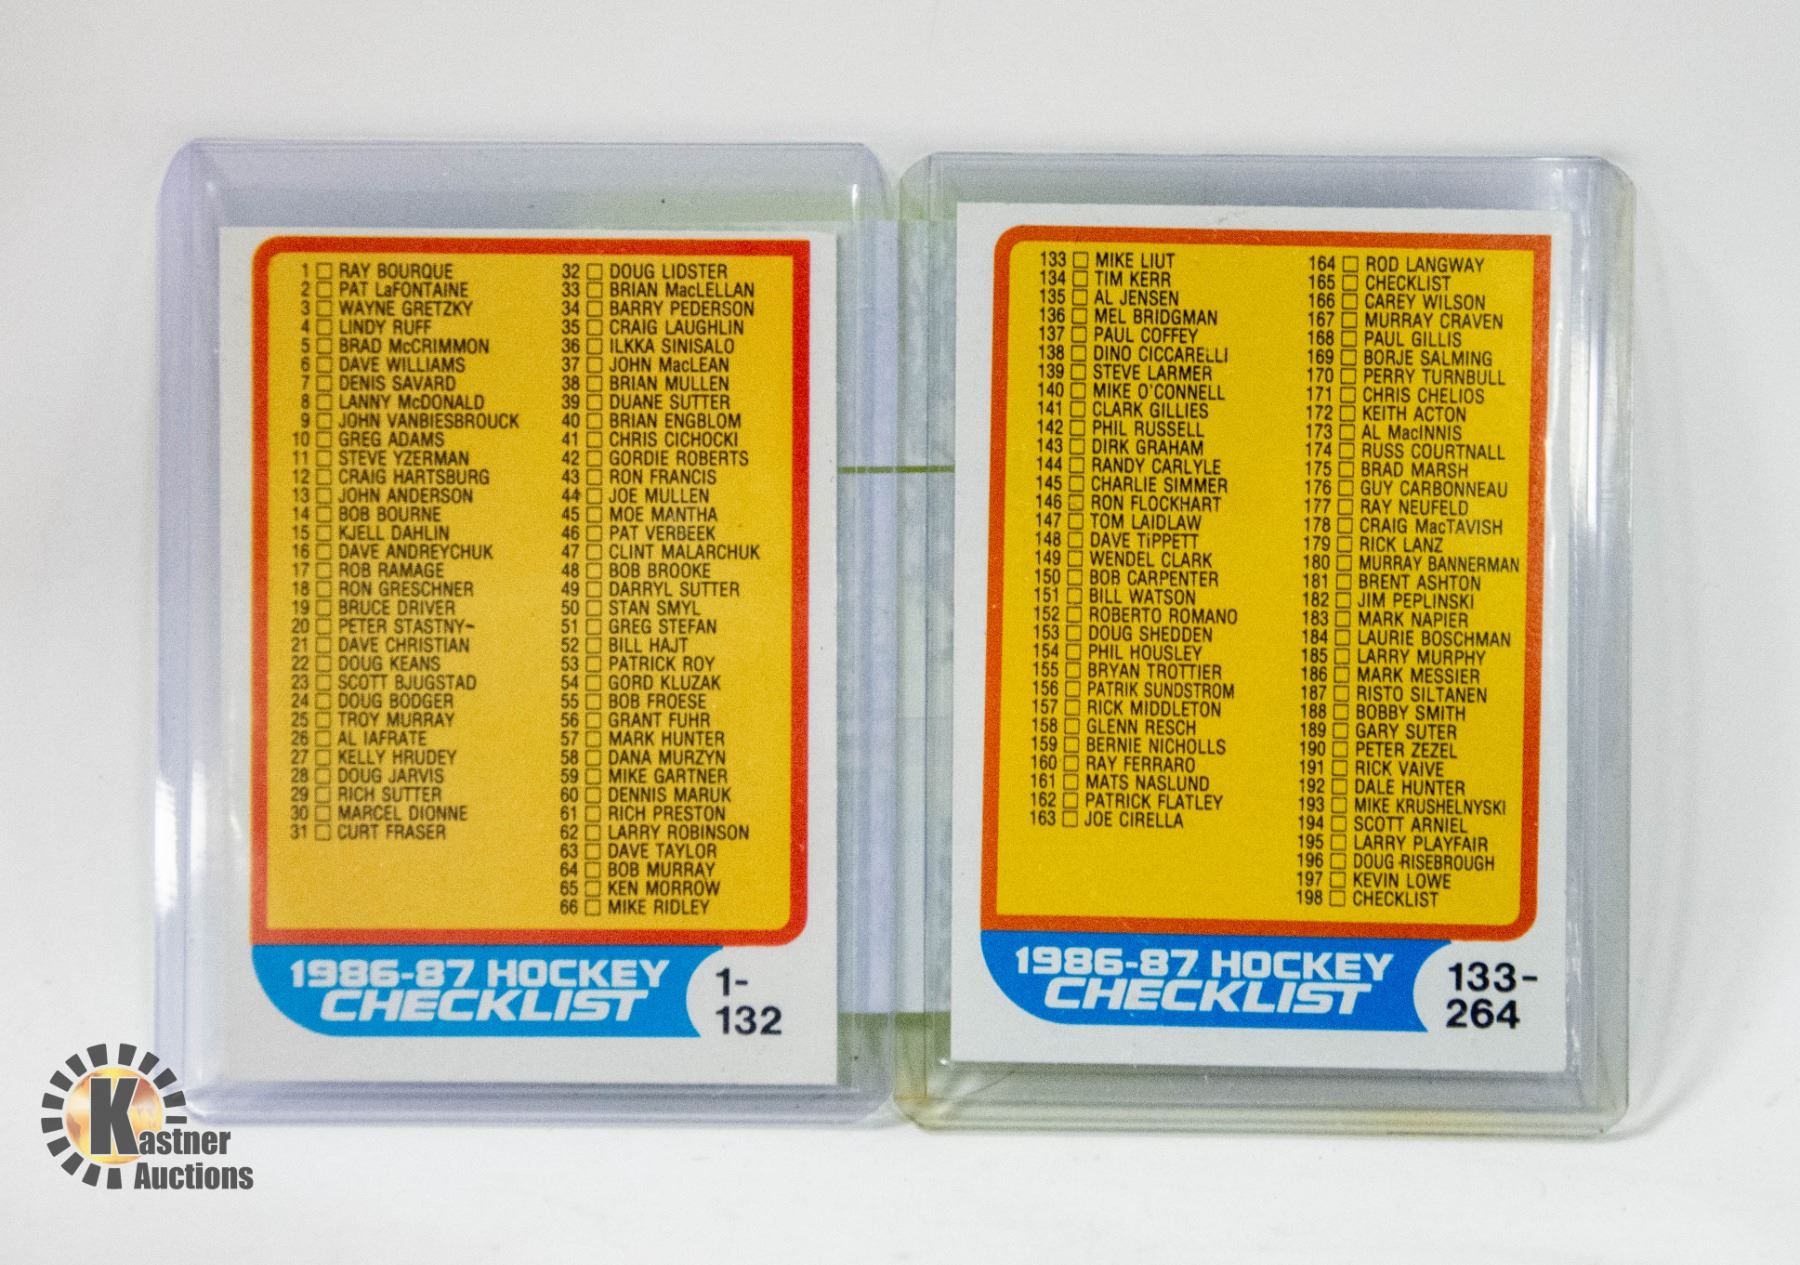 1 RAY BOURQUE
2 PAT LaFONTAINE
3 WAYNE GRETZKY
4 LINDY RUFF
5 BRAD McCRIMMON
6 DAVE WILLIAMS
7 DENIS SAVARD
8 LANNY McDONALD
9 JOHN VANBIESBROUCK
10 GREG ADAMS
11 STEVE YZERMAN
12 CRAIG HARTSBURG
13 JOHN ANDERSON
14 BOB BOURNE
15 KJELL DAHLIN
16 DAVE ANDREYCHUK
17 ROB RAMAGE
18 RON GRESCHNER
19 BRUCE DRIVER
20 PETER STASTNY
21 DAVE CHRISTIAN
22 DOUG KEANS
23 SCOTT BJUGSTAD
24 DOUG BODGER
25 TROY MURRAY
26 AL IAFRATE
27 KELLY HRUDEY
28 DOUG JARVIS
29 RICH SUTTER
30 MARCEL DIONNE
31 CURT FRASER
32 DOUG LIDSTER
33 BRIAN MacLELLAN
34 BARRY PEDERSON
35 CRAIG LAUGHLIN
36 ILKKA SINISALO
37 JOHN MacLEAN
38 BRIAN MULLEN
39 DUANE SUTTER
40 BRIAN ENGBLOM
41 CHRIS CICHOCKI
42 GORDIE ROBERTS
43 RON FRANCIS
44 JOE MULLEN
45 MOE MANTHA
46 PAT VERBEEK
47 CLINT MALARCHUK
48 BOB BROOKE
49 DARRYL SUTTER
50 STAN SMYL
51 GREG STEFAN
52 BILL HAJT
53 PATRICK ROY
54 GORD KLUZAK
55 BOB FROESE
56 GRANT FUHR
57 MARK HUNTER
58 DANA MURZYN
59 MIKE GARTNER
60 DENNIS MARUK
61 RICH PRESTON
62 LARRY ROBINSON
63 DAVE TAYLOR
64 BOB MURRAY
65 KEN MORROW
66 MIKE RIDLEY
1986-87 HOCKEY
CHECKLIST
1-
132
133 MIKE LIUT
134 TIM KERR
135 AL JENSEN
136 MEL BRIDGMAN
137 PAUL COFFEY
138 DINO CICCARELLI
139 STEVE LARMER
140 MIKE O'CONNELL
141 CLARK GILLIES
142 PHIL RUSSELL
143 DIRK GRAHAM
144 RANDY CARLYLE
145 CHARLIE SIMMER
146 RON FLOCKHART
147 TOM LAIDLAW
148 DAVE TiPPETT
149 WENDEL CLARK
150 BOB CARPENTER
151 BILL WATSON
152 ROBERTO ROMANO
153 DOUG SHEDDEN
154 PHIL HOUSLEY
155 BRYAN TROTTIER
156 PATRIK SUNDSTROM
157 RICK MIDDLETON
158 GLENN RESCH
159 BERNIE NICHOLLS
160 RAY FERRARO
161 MATS NASLUND
162 PATRICK FLATLEY
163 JOE CIRELLA
164 ROD LANGWAY
165 CHECKLIST
166 CAREY WILSON
167 MURRAY CRAVEN
168 PAUL GILLIS
169 BORJE SALMING
170 PERRY TURNBULL
171 CHRIS CHELIOS
172 KEITH ACTON
173 AL MacINNIS
174 RUSS COURTNALL
175 BRAD MARSH
176 GUY CARBONNEAU
177 RAY NEUFELD
178 CRAIG MacTAVISH
179 RICK LANZ
180 MURRAY BANNERMAN
181 BRENT ASHTON
182 JIM PEPLINSKI
183 MARK NAPIER
184 LAURIE BOSCHMAN
185 LARRY MURPHY
186 MARK MESSIER
187 RISTO SILTANEN
188 BOBBY SMITH
189 GARY SUTER
190 PETER ZEZEL
191 RICK VAIVE
192 DALE HUNTER
193 MIKE KRUSHELNYSKI
194 SCOTT ARNIEL
195 LARRY PLAYFAIR
196 DOUG RISEBROUGH
197 KEVIN LOWE
198 CHECKLIST
1986-87 HOCKEY
CHECKLIST
133-
264
Kastner
Auctions